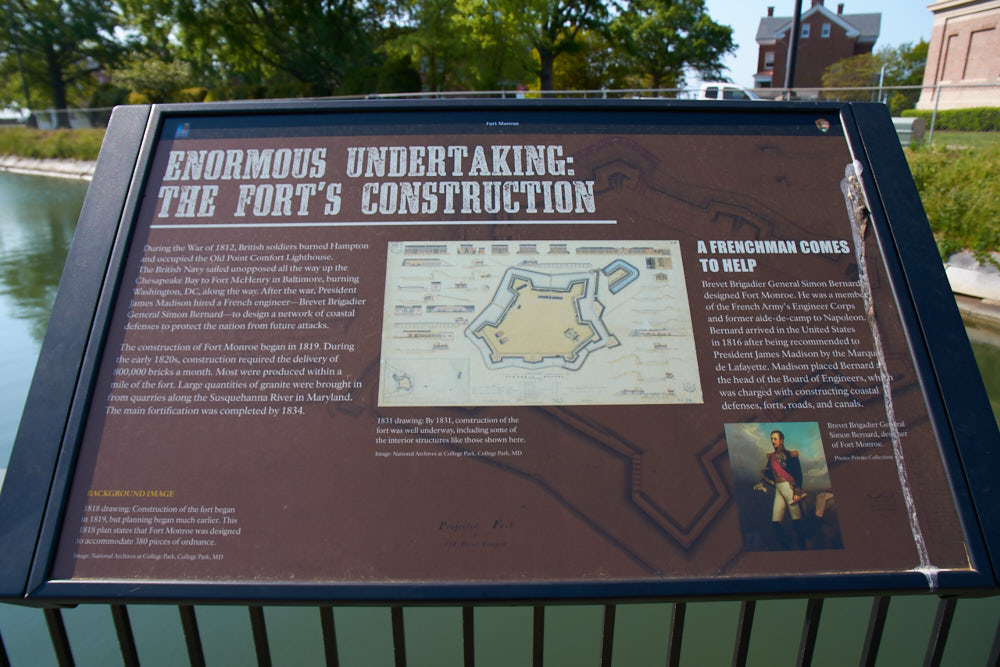 Fort Monroe
ENORMOUS UNDERTAKING:
THE FORT'S CONSTRUCTION
During the War of 1812, British soldiers burned Hampton
and occupied the Old Point Comfort Lighthouse.
The British Navy sailed unopposed all the way up the
Chesapeake Bay to Fort McHenry in Baltimore, burning
Washington, DC, along the way. After the war, President
James Madison hired a French engineer—Brevet Brigadier
General Simon Bernard—to design a network of coastal
defenses to protect the nation from future attacks.
The construction of Fort Monroe began in 1819. During
the early 1820s, construction required the delivery of
800,000 bricks a month. Most were produced within a
mile of the fort. Large quantities of granite were brought in
from quarries along the Susquehanna River in Maryland.
The main fortification was completed by 1834.
BACKGROUND IMAGE
1818 drawing: Construction of the fort began
in 1819, but planning began much earlier. This
1818 plan states that Fort Monroe was designed
to accommodate 380 pieces of ordnance.
Image: National Archives at College Park, College Park, MD
1831 drawing: By 1831, construction of the
fort was well underway, including some of
the interior structures like those shown here.
Image: National Archives at College Park, College Park, MD
Projected Fort
A FRENCHMAN COMES
TO HELP
Brevet Brigadier General Simon Bernard
designed Fort Monroe. He was a member
of the French Army's Engineer Corps
and former aide-de-camp to Napoleon.
Bernard arrived in the United States
in 1816 after being recommended to
President James Madison by the Marquis
de Lafayette. Madison placed Bernard
the head of the Board of Engineers, which
was charged with constructing coastal
defenses, forts, roads, and canals.
Brevet Brigadier General
Simon Bernard, designer
of Fort Monroe.
Photo: Private Collection